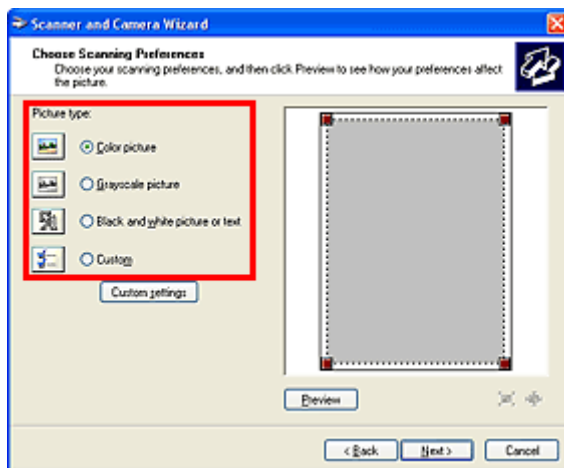 Scanner and Camera Wizard
Choose Scanning Preferences
Choose your scanning preferences, and then click Preview to see how your preferences affect
the picture.
Picture type:
Color picture
Grayscale picture
Black and white picture or text
Custom
Custom settings
Preview
< Back
Next >
Cancel